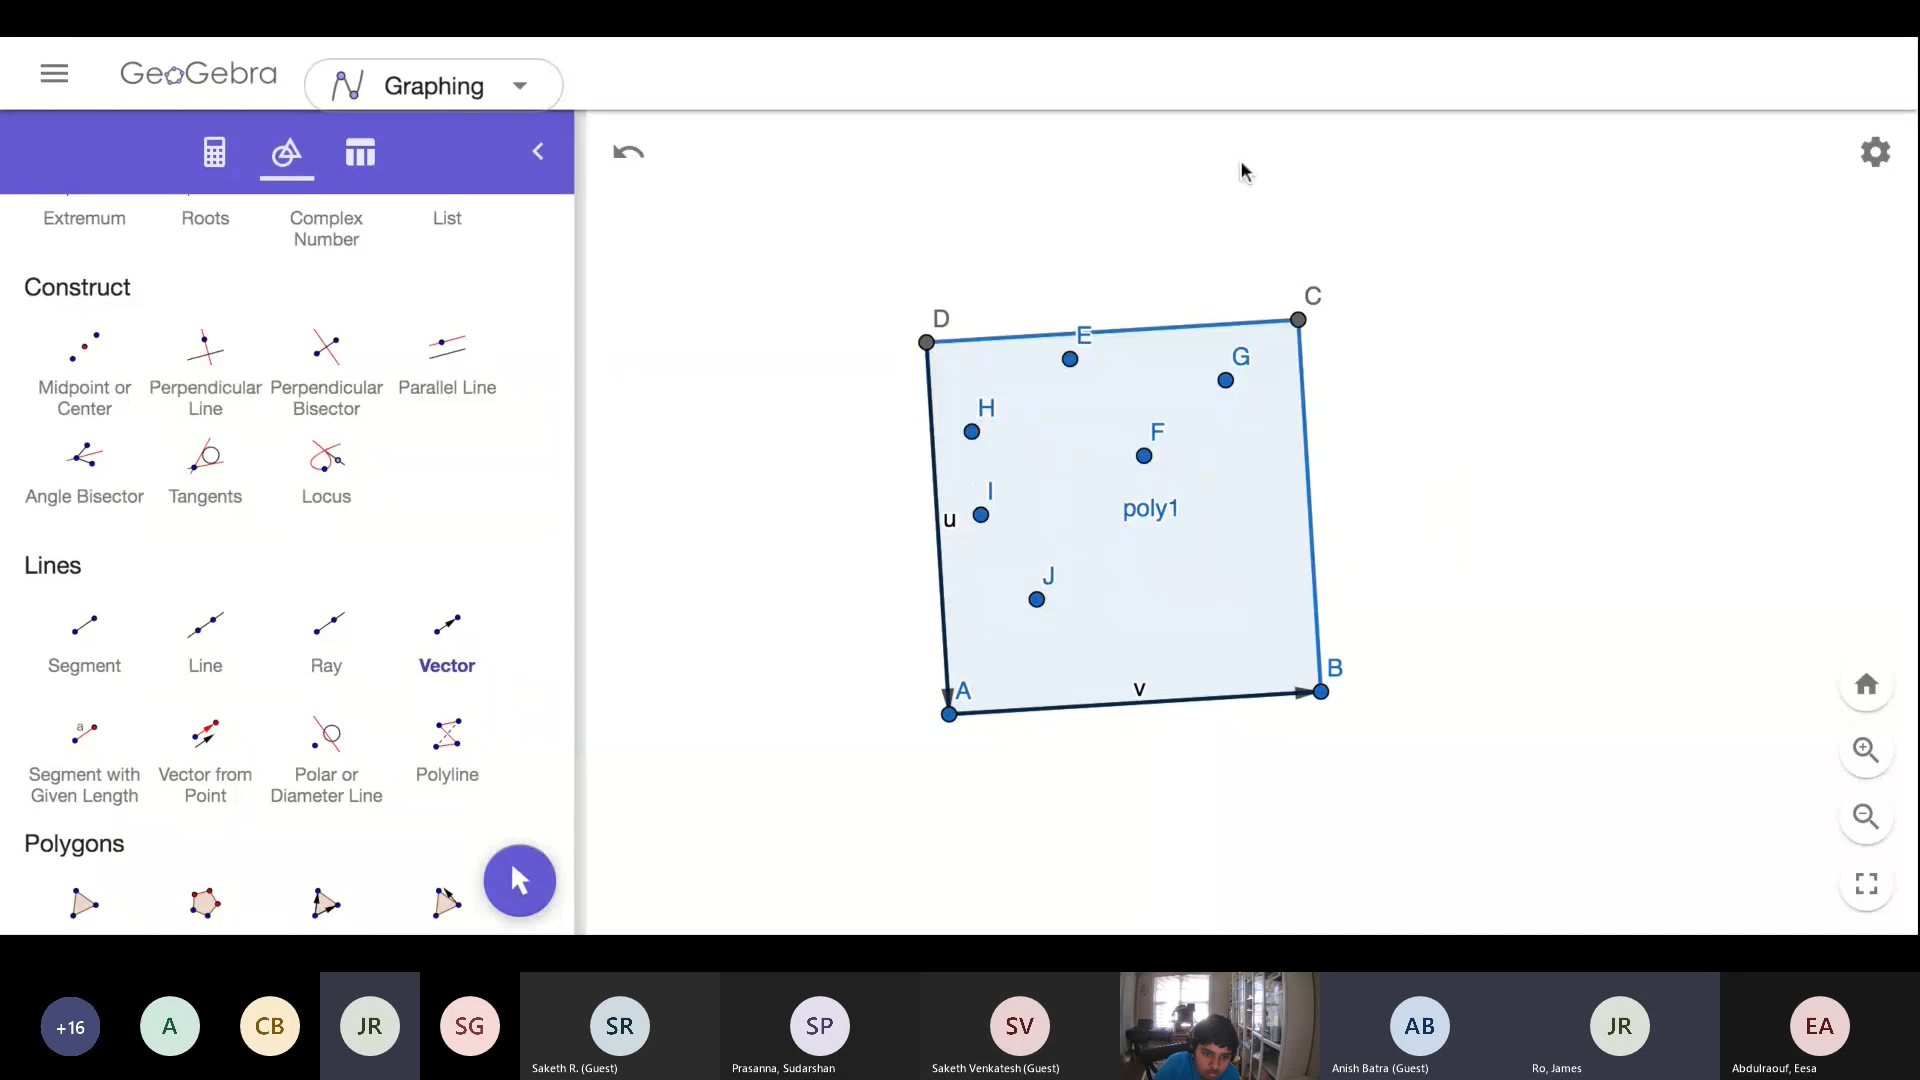 GeoGebra
Graphing
Extremum
Roots
Complex
Number
List
Construct
Midpoint or
Center
Perpendicular
Line
Perpendicular
Bisector
Parallel Line
Angle Bisector
Tangents
Locus
Lines
Segment
Line
Ray
Vector
a
Segment with
Given Length
Vector from
Point
Polar or
Diameter Line
Polyline
Polygons
D
C
E
G
H
F
I
poly1
u
J
A
v
B
+16
A
CB
JR
SG
SR
Saketh R. (Guest)
SP
Prasanna, Sudarshan
SV
Saketh Venkatesh (Guest)
AB
Anish Batra (Guest)
JR
Ro, James
EA
Abdulraouf, Eesa